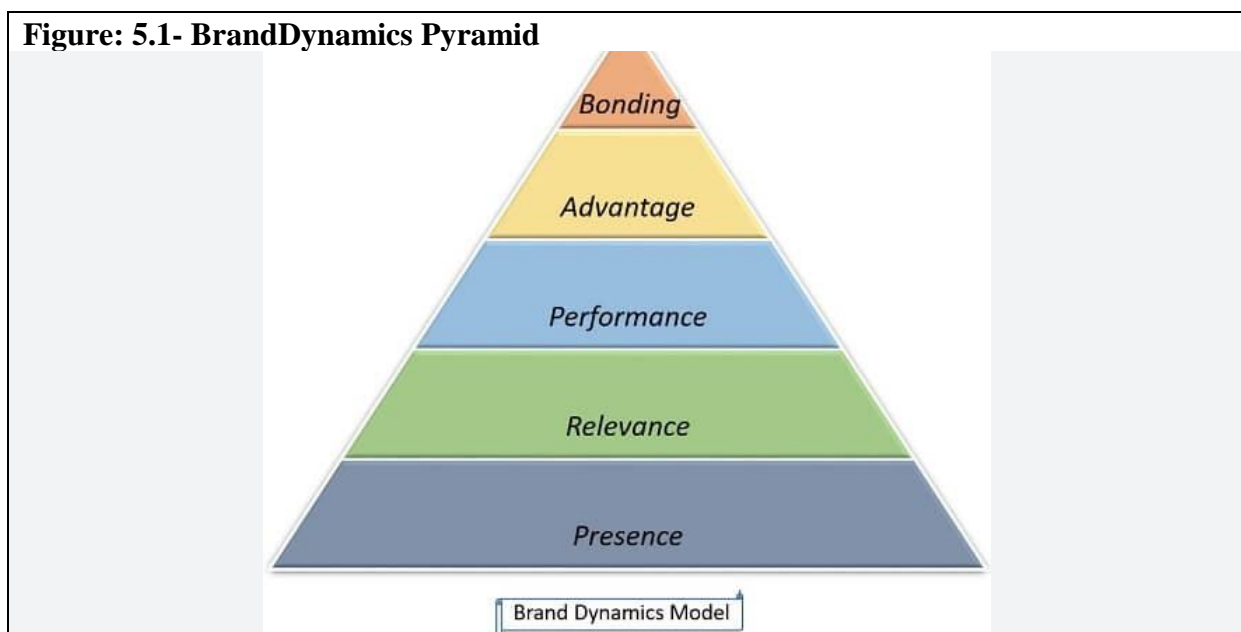 Figure: 5.1- BrandDynamics Pyramid
Bonding
Advantage
Performance
Relevance
Presence
Brand Dynamics Model